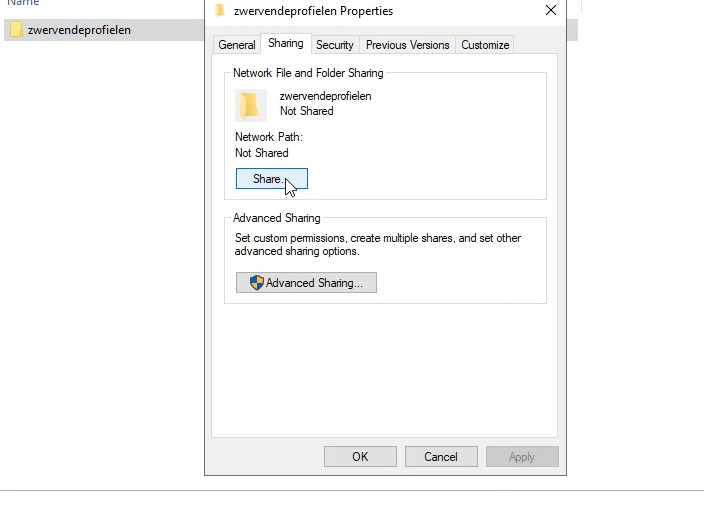 Name
zwervendeprofielen
zwervendeprofielen Properties
General Sharing Security Previous Versions Customize
Network File and Folder Sharing
zwervendeprofielen
Not Shared
Network Path:
Not Shared
Share...
Advanced Sharing
Set custom permissions, create multiple shares, and set other
advanced sharing options.
Advanced Sharing...
OK Cancel Apply